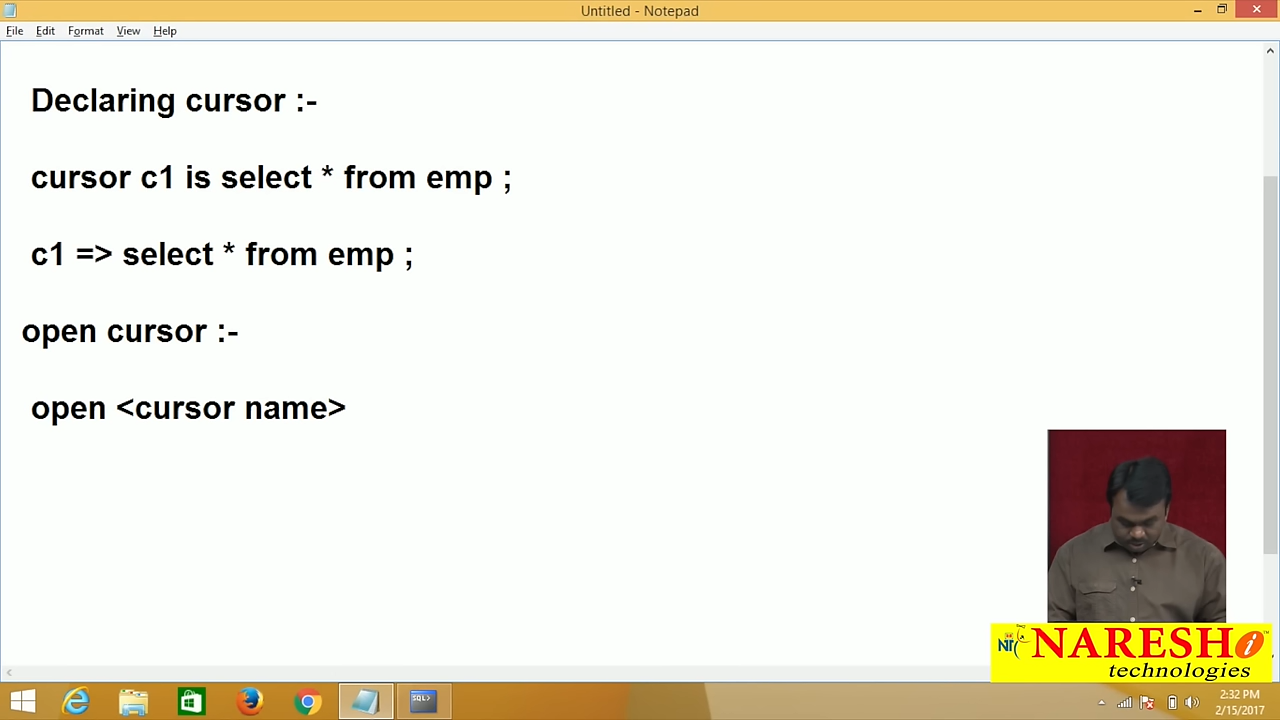 Untitled - Notepad
File Edit Format View Help
Declaring cursor :-
cursor c1 is select * from emp ;
c1 => select * from emp ;
open cursor :-
open <cursor name>
NARESH i
technologies
SQL>
2:32 PM
2/15/2017